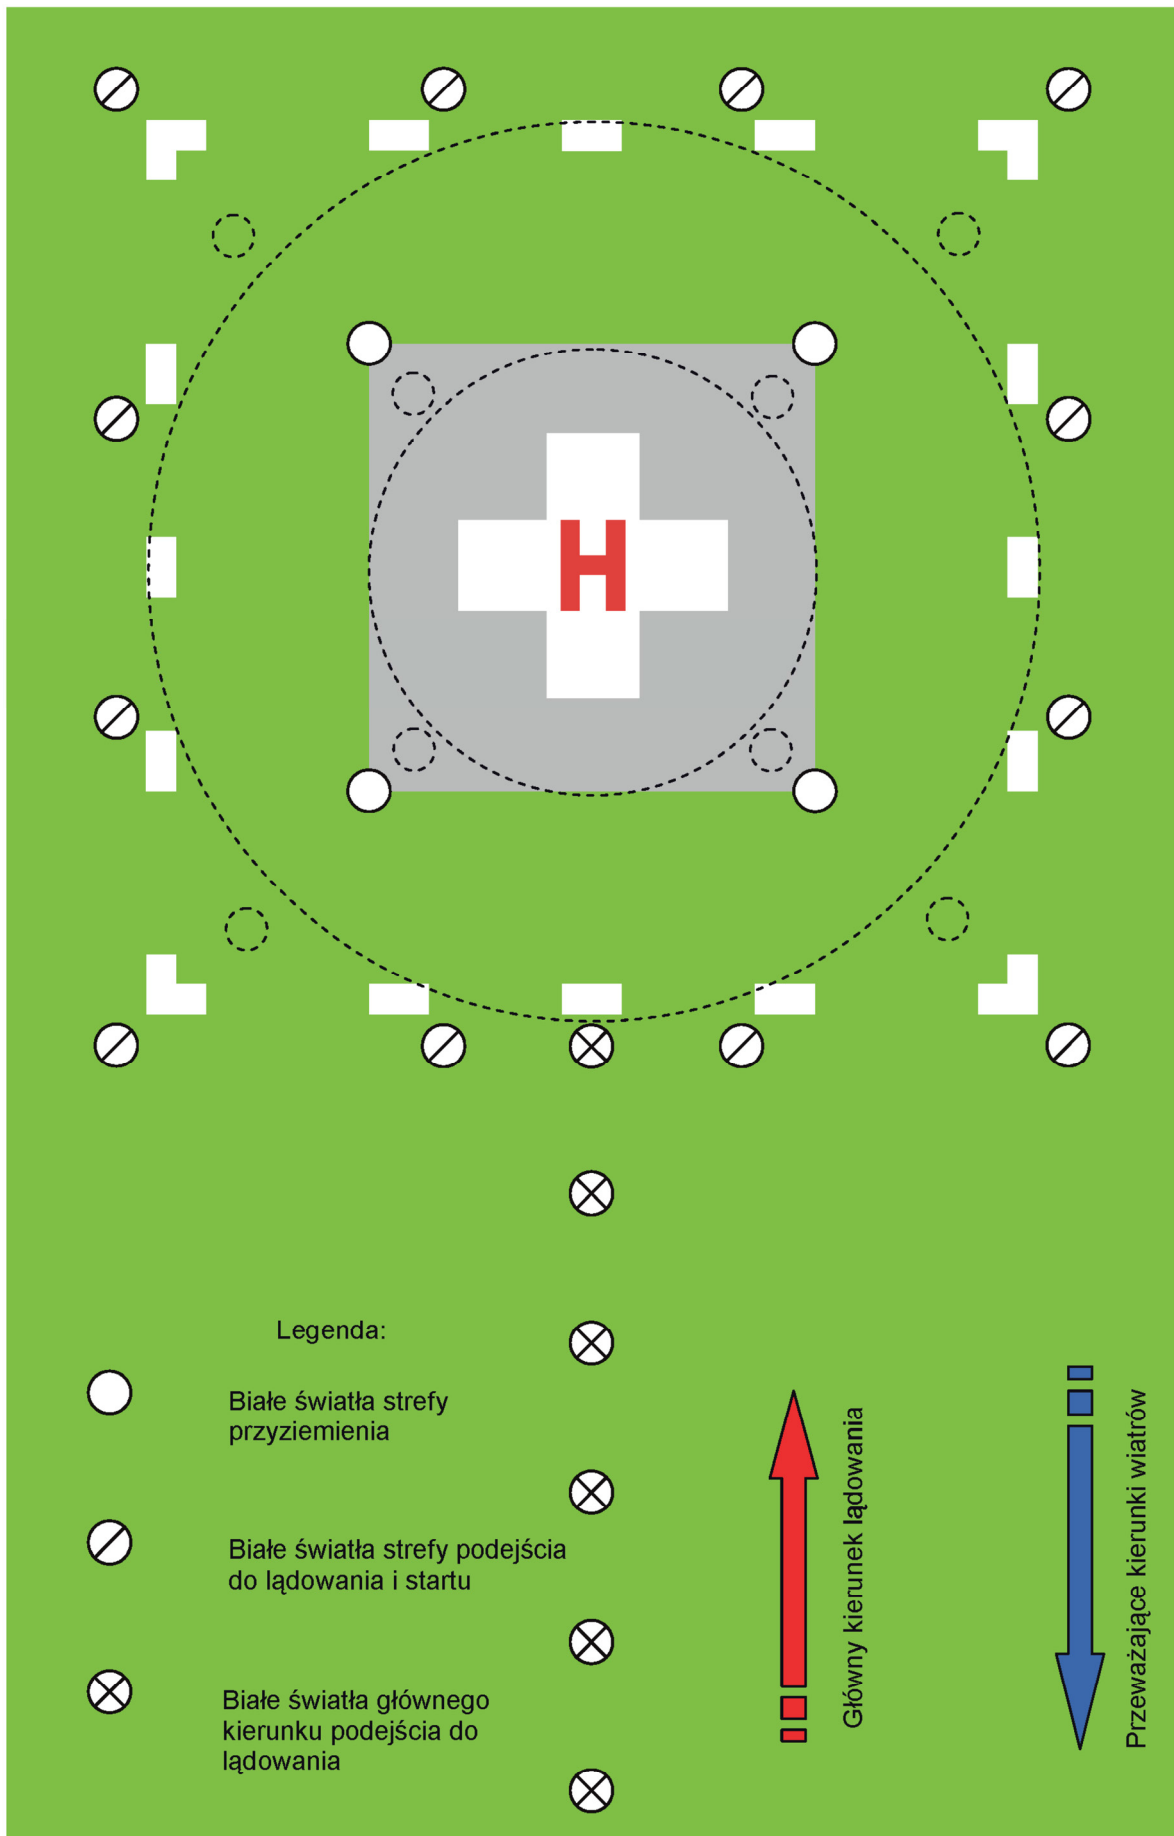 H
Legenda:
Białe światła strefy
przyziemienia
Białe światła strefy podejścia
do lądowania i startu
Białe światła głównego
kierunku podejścia do
lądowania
Główny kierunek lądowania
Przeważające kierunki wiatrów